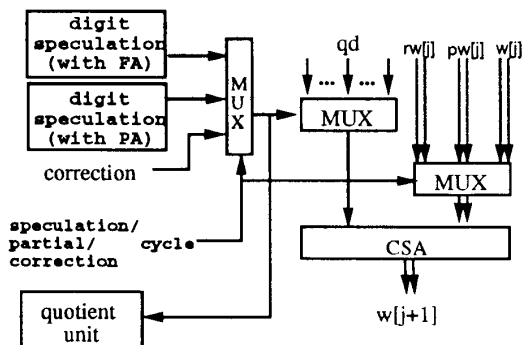 digit
speculation
(with FA)
digit
speculation
(with PA)
correction
speculation/
partial/ cycle
correction
quotient
unit
M
U
X
qd
... ...
MUX
rw[j] pw[j] w[j]
MUX
CSA
w[j+1]